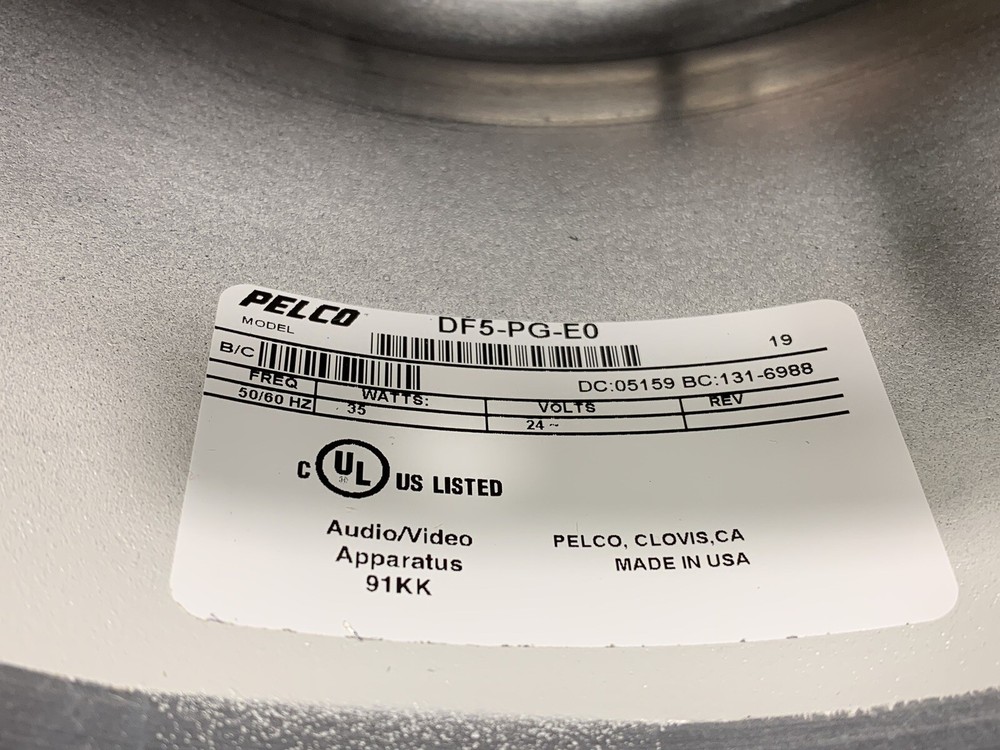 PELCO
MODEL
DF5-PG-E0
19
B/C
DC:05159 BC:131-6988
FREQ
WATTS:
VOLTS
REV
50/60 HZ
35
24 ~
C UL US LISTED
Audio/Video
Apparatus
91KK
PELCO, CLOVIS,CA
MADE IN USA